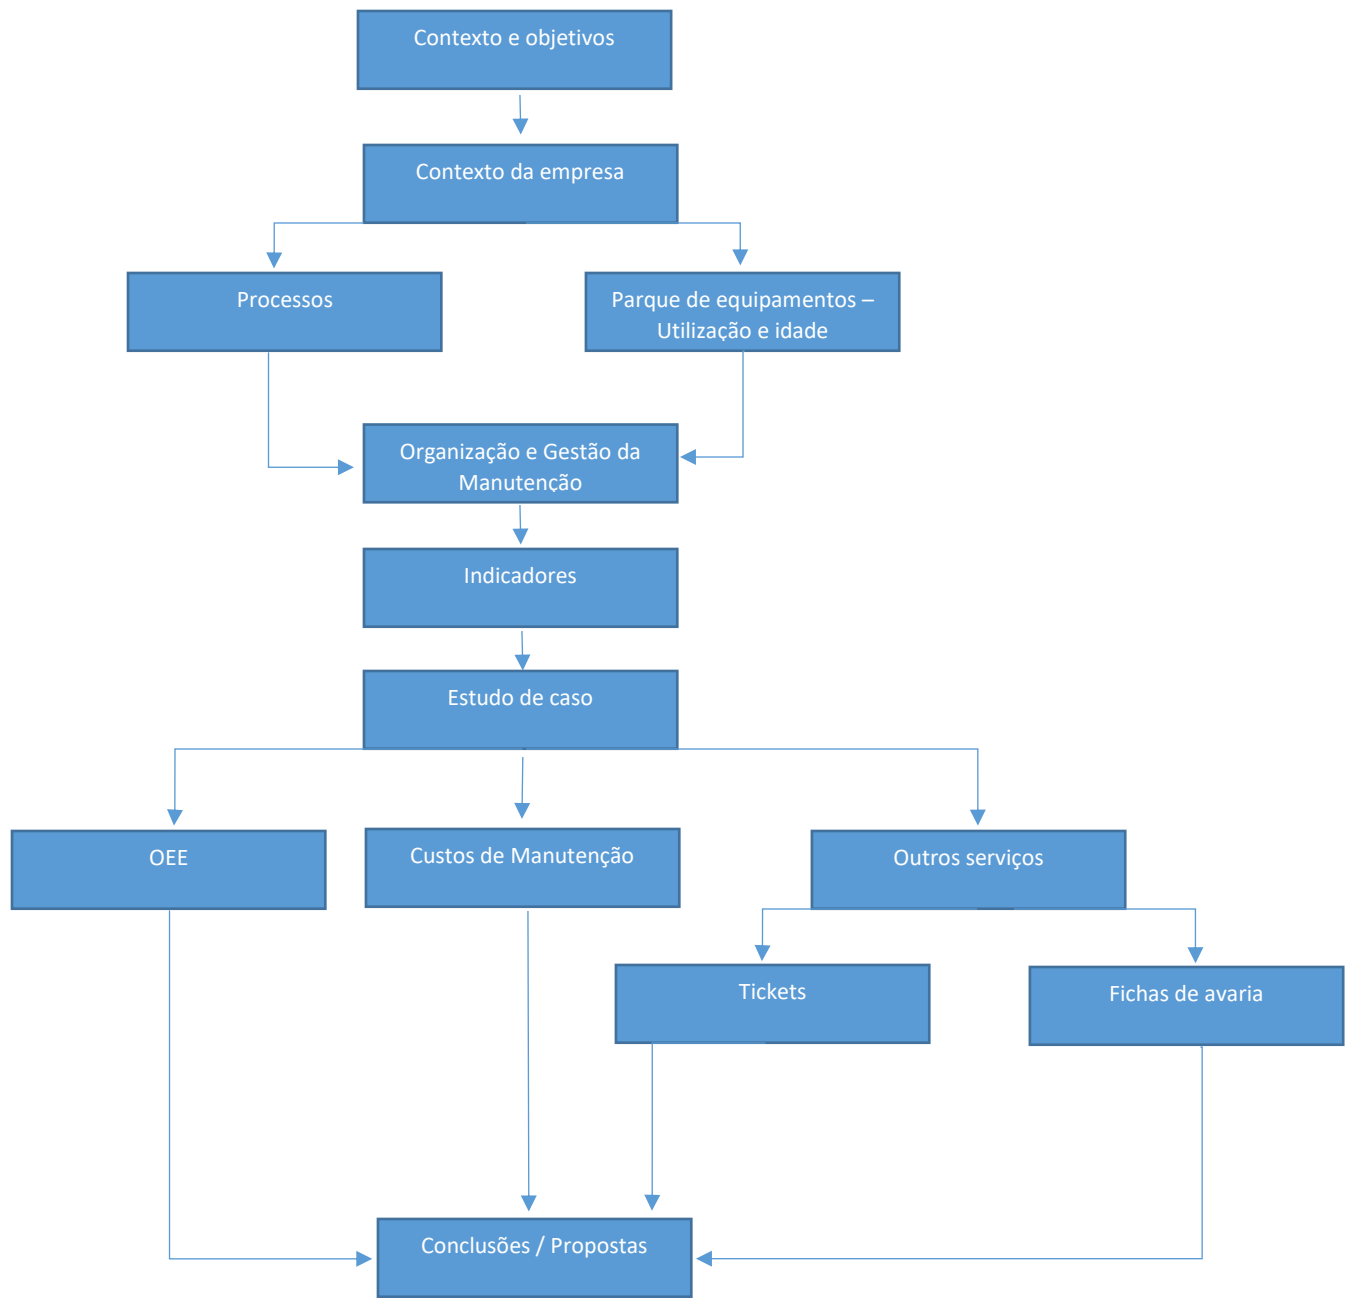 Contexto e objetivos
Contexto da empresa
Processos
Parque de equipamentos –
Utilização e idade
Organização e Gestão da
Manutenção
Indicadores
Estudo de caso
OEE
Custos de Manutenção
Outros serviços
Tickets
Fichas de avaria
Conclusões / Propostas